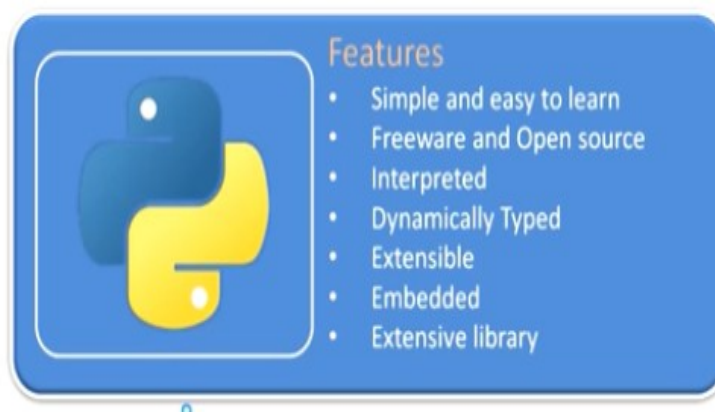 Features
• Simple and easy to learn
• Freeware and Open source
• Interpreted
• Dynamically Typed
• Extensible
• Embedded
• Extensive library